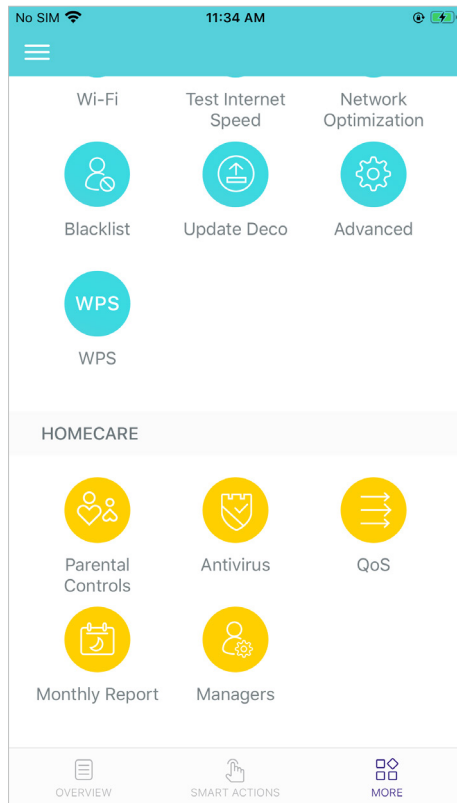 No SIM 11:34 AM
Wi-Fi Test Internet Network
Speed Optimization
Blacklist Update Deco Advanced
WPS
WPS
HOMECARE
Parental Antivirus QoS
Controls
Monthly Report Managers
OVERVIEW SMART ACTIONS MORE